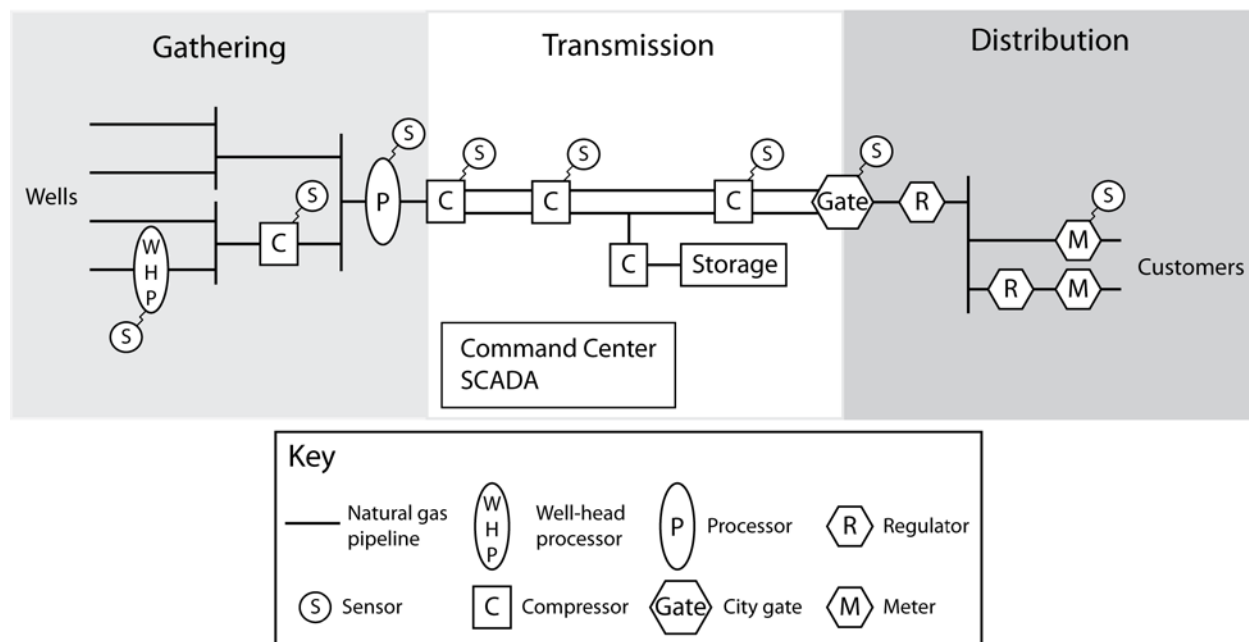 Gathering
Transmission
Distribution
S
S
S
S
S
S
Wells
S
P
C
C
C
Gate
R
M
S
Customers
W
H
P
C
C
Storage
R
M
S
Command Center
SCADA
Key
Natural gas
pipeline
W
H
P
Well-head
processor
P
Processor
R
Regulator
S
Sensor
C
Compressor
Gate
City gate
M
Meter